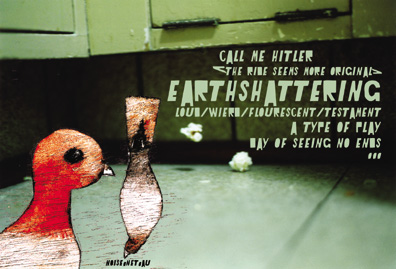 CALL ME HITLER
<THE RIDE SEEMS MORE ORIGINAL>
EARTHSHATTERING
LOUD/WIERD/FLOURESCENT/TESTAMENT
A TYPE OF PLAY
DAY OF SEEING NO ENDS
...